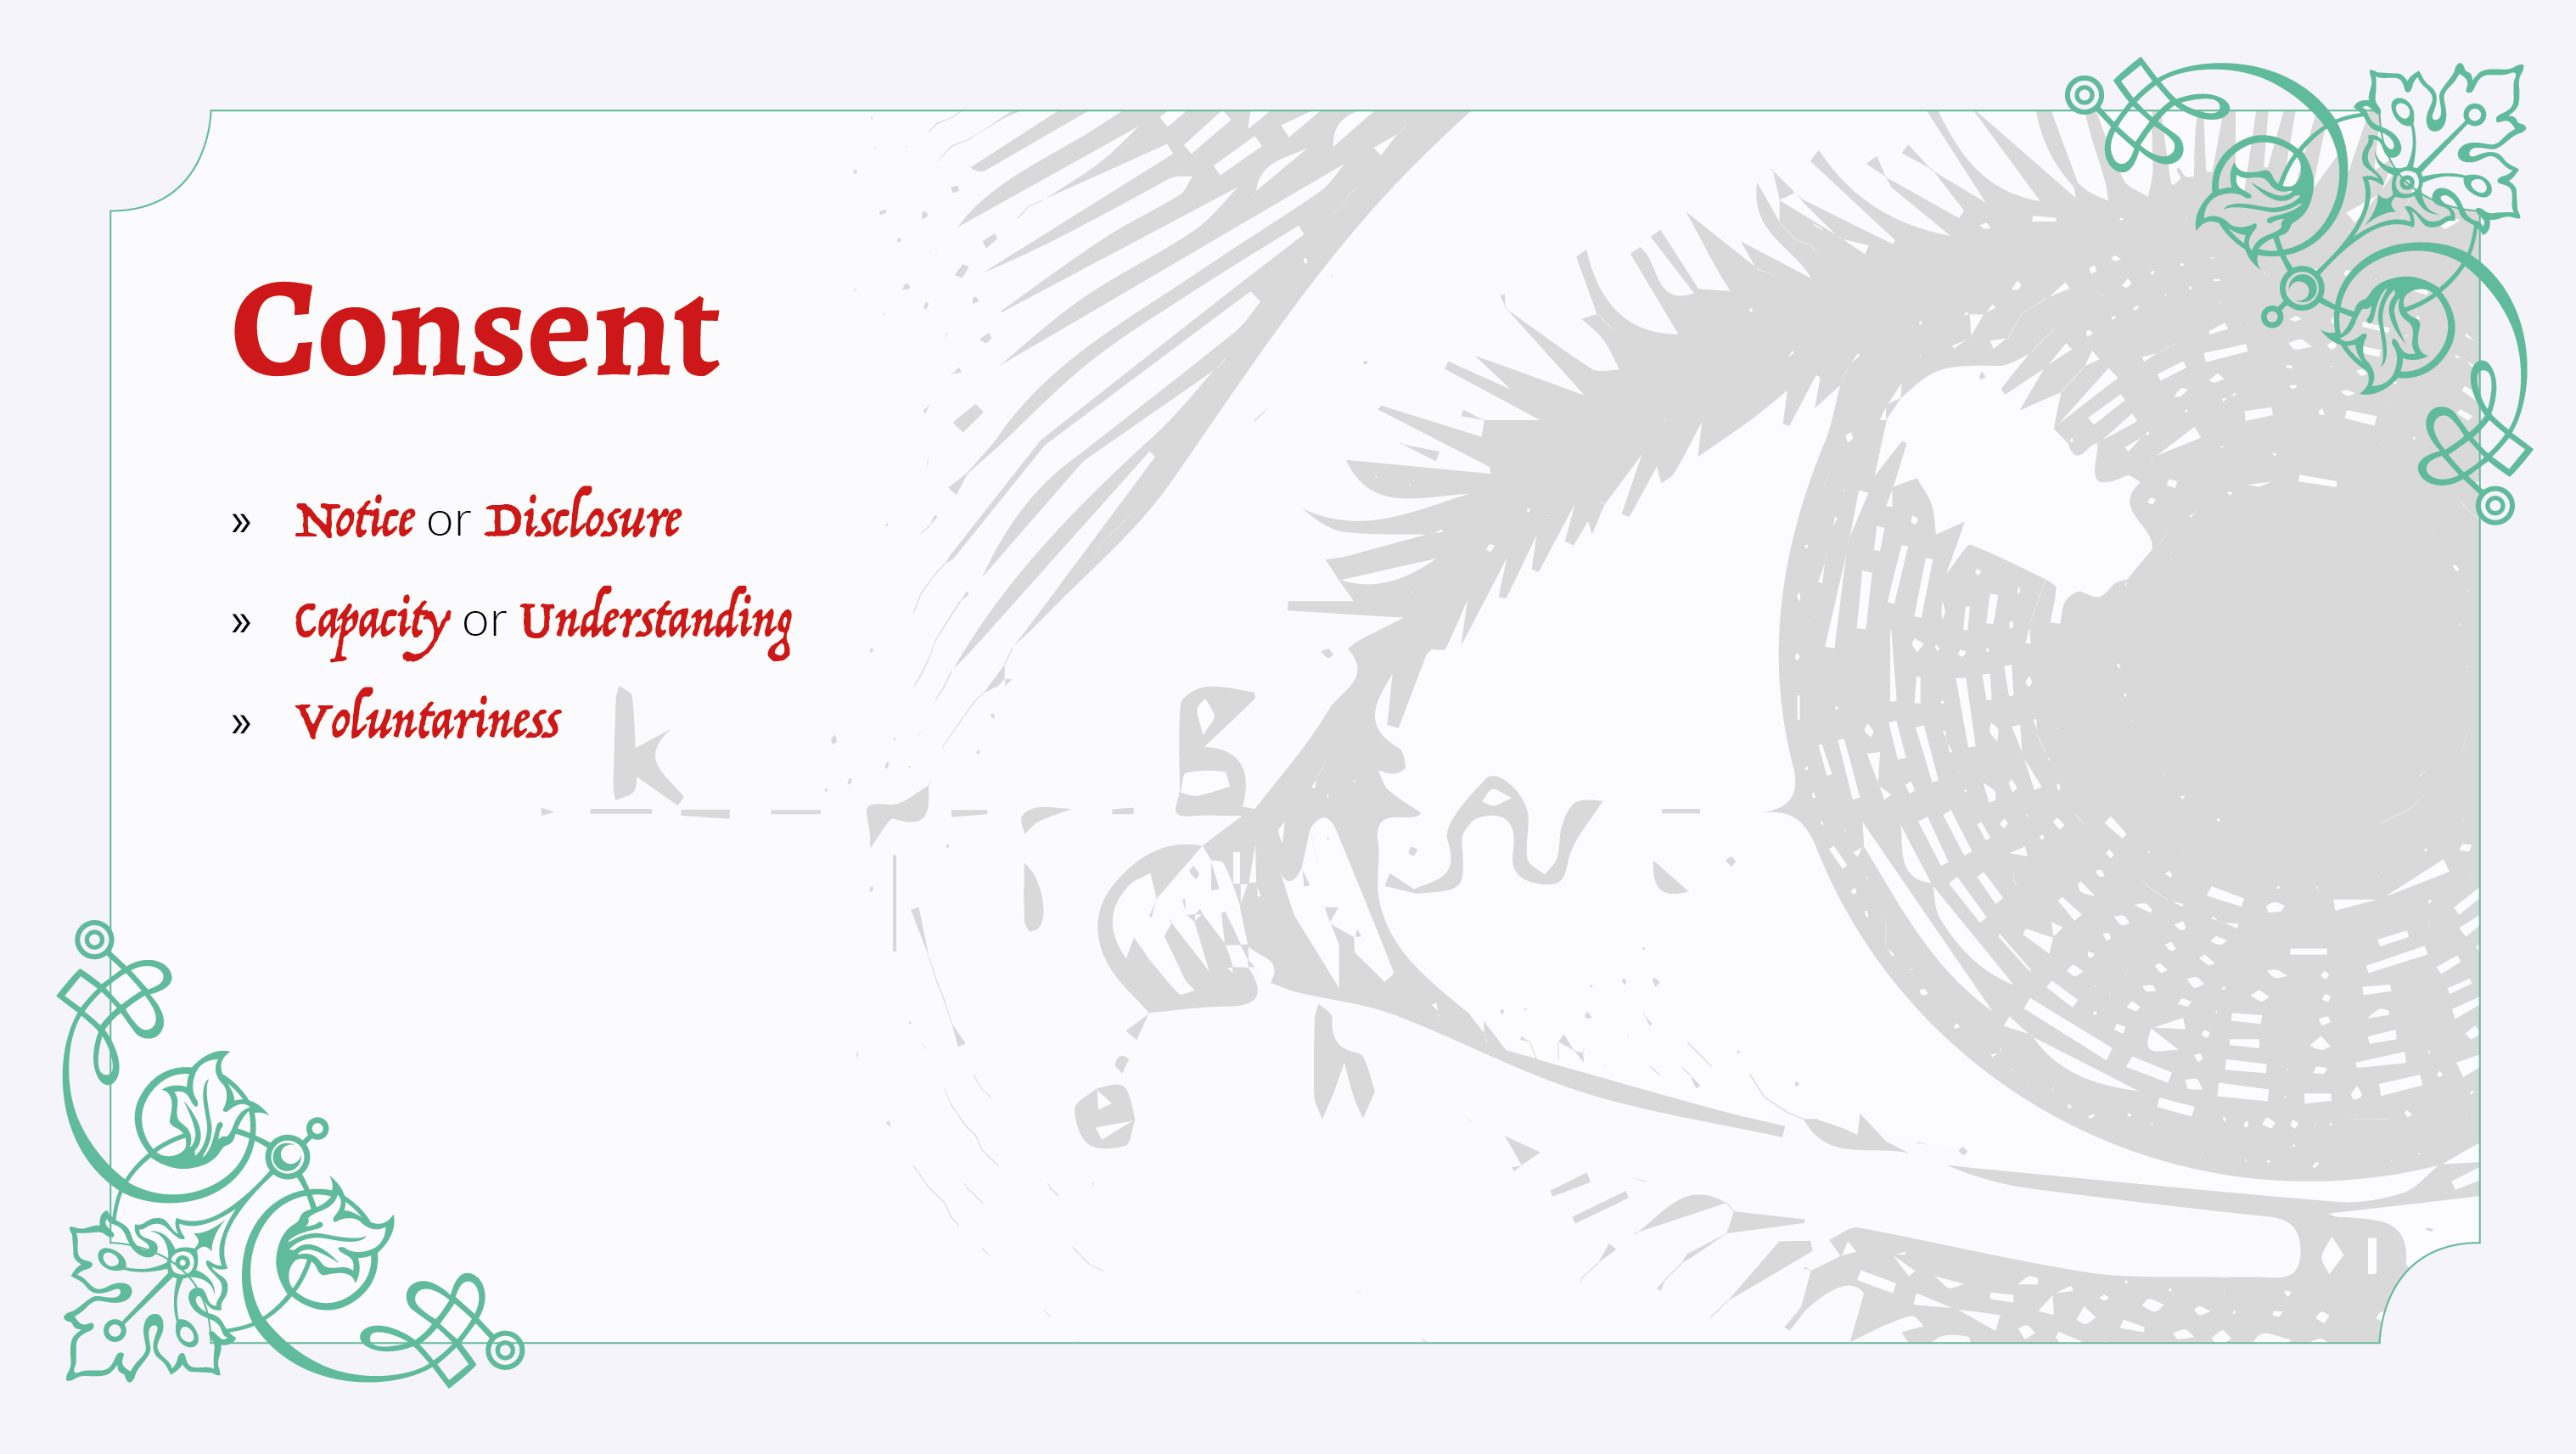 Consent
» Notice or Disclosure
» Capacity or Understanding
» Voluntariness
k
B
e
h